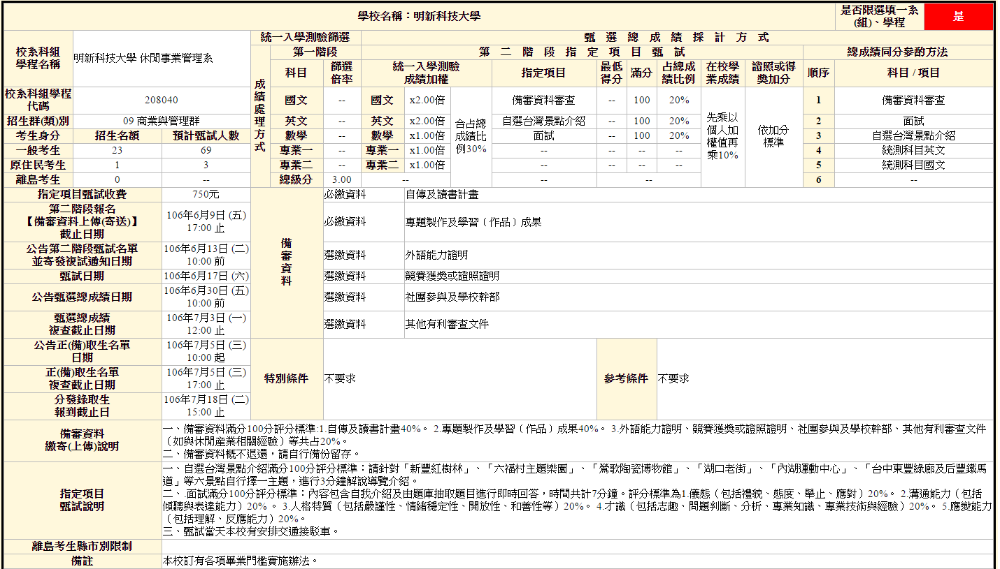 學校名稱：明新科技大學
是否限選填一系
(組)、學程
是
校系科組
學程名稱
明新科技大學 休閒事業管理系
成績處理方式
統一入學測驗篩選
甄 選 總 成 績 採 計 方 式
第一階段
第 二 階 段 指 定 項 目 甄 試
總成績同分參酌方法
科目
篩選
倍率
統一入學測驗
成績加權
指定項目
最低
得分
滿分
占總成
績比例
在校學
業成績
證照或得
獎加分
順序
科目 / 項目
校系科組學程
代碼
208040
國文 -- 國文 x2.00倍
合占總
成績比
例30%
備審資料審查 -- 100 20%
先乘以
個人加
權值再
乘10%
依加分
標準
1 備審資料審查
招生群(類)別 09 商業與管理群 英文 -- 英文 x2.00倍 自選台灣景點介紹 -- 100 20% 2 面試
考生身分 招生名額 預計甄試人數 數學 -- 數學 x1.00倍 面試 -- 100 20% 3 自選台灣景點介紹
一般考生 23 69 專業一 -- 專業一 x1.00倍 -- -- -- -- 4 統測科目英文
原住民考生 1 3 專業二 -- 專業二 x1.00倍 -- -- -- -- 5 統測科目國文
離島考生 0 -- 總級分 3.00 -- -- -- 6 --
指定項目甄試收費 750元
備審資料
必繳資料 自傳及讀書計畫
第二階段報名
【備審資料上傳(寄送)】
截止日期
106年6月9日 (五)
17:00 止
必繳資料 專題製作及學習﹝作品﹞成果
公告第二階段甄試名單
並寄發複試通知日期
106年6月13日 (二)
10:00 前
選繳資料 外語能力證明
甄試日期 106年6月17日 (六) 選繳資料 競賽獲獎或證照證明
公告甄選總成績日期
106年6月30日 (五)
10:00 前
選繳資料 社團參與及學校幹部
甄選總成績
複查截止日期
106年7月3日 (一)
12:00 止
選繳資料 其他有利審查文件
公告正(備)取生名單
日期
106年7月5日 (三)
10:00 起
特別條件 不要求 參考條件 不要求
正(備)取生名單
複查截止日期
106年7月5日 (三)
17:00 止
分發錄取生
報到截止日
106年7月18日 (二)
15:00 止
備審資料
繳寄(上傳)說明
一、備審資料滿分100分評分標準:1.自傳及讀書計畫40%。 2.專題製作及學習﹝作品﹞成果40%。 3.外語能力證明、競賽獲獎或證照證明、社團參與及學校幹部、其他有利審查文件
（如與休閒產業相關經驗）等共占20%。
二、備審資料概不退還，請自行備份留存。
指定項目
甄試說明
一、自選台灣景點介紹滿分100分評分標準：請針對「新豐紅樹林」、「六福村主題樂園」、「鶯歌陶瓷博物館」、「湖口老街」、「內湖運動中心」、「台中東豐綠廊及后豐鐵馬
道」等六景點自行擇一主題，進行3分鐘解說導覽介紹。
二、.面試滿分100分評分標準：內容包含自我介紹及由題庫抽取題目進行即時回答，時間共計7分鐘。評分標準為1.儀態（包括禮貌、態度、舉止、應對）20%。 2.溝通能力（包括
傾聽與表達能力）20% 。 3.人格特質（包括嚴謹性、情緒穩定性、開放性、和善性等）20%。 4.才識（包括志趣、問題判斷、分析、專業知識、專業技術與經驗）20%。 5.應變能力
（包括理解、反應能力）20%。
三、甄試當天本校有安排交通接駁車。
離島考生縣市別限制
備註 本校訂有各項畢業門檻實施辦法。